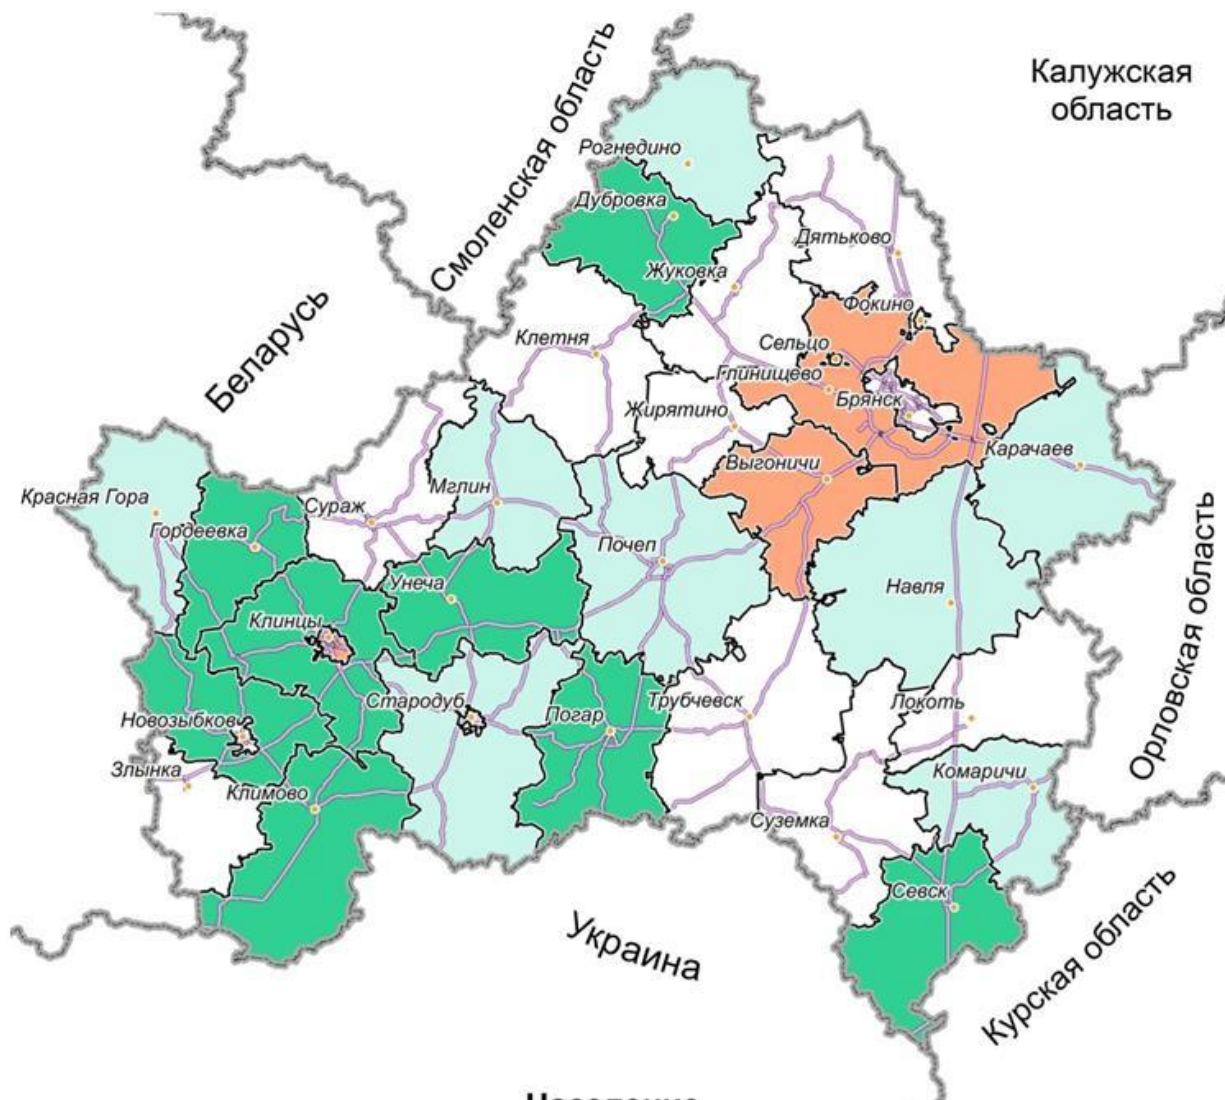 Калужская
область
Смоленская область
Беларусь
Рогнедино
Дубровка
Дятьково
Жуковка
Фокино
Клетня
Сельцо
Глинищево
Брянск
Жирятино
Карачаев
Выгоничи
Мглин
Красная Гора
Сураж
Гордеевка
Почеп
Унеча
Навля
Клинцы
Орловская область
Стародуб
Трубчевск
Локоть
Погар
Новозыбков
Злынка
Комаричи
Климово
Суземка
Севск
Украина
Курская область